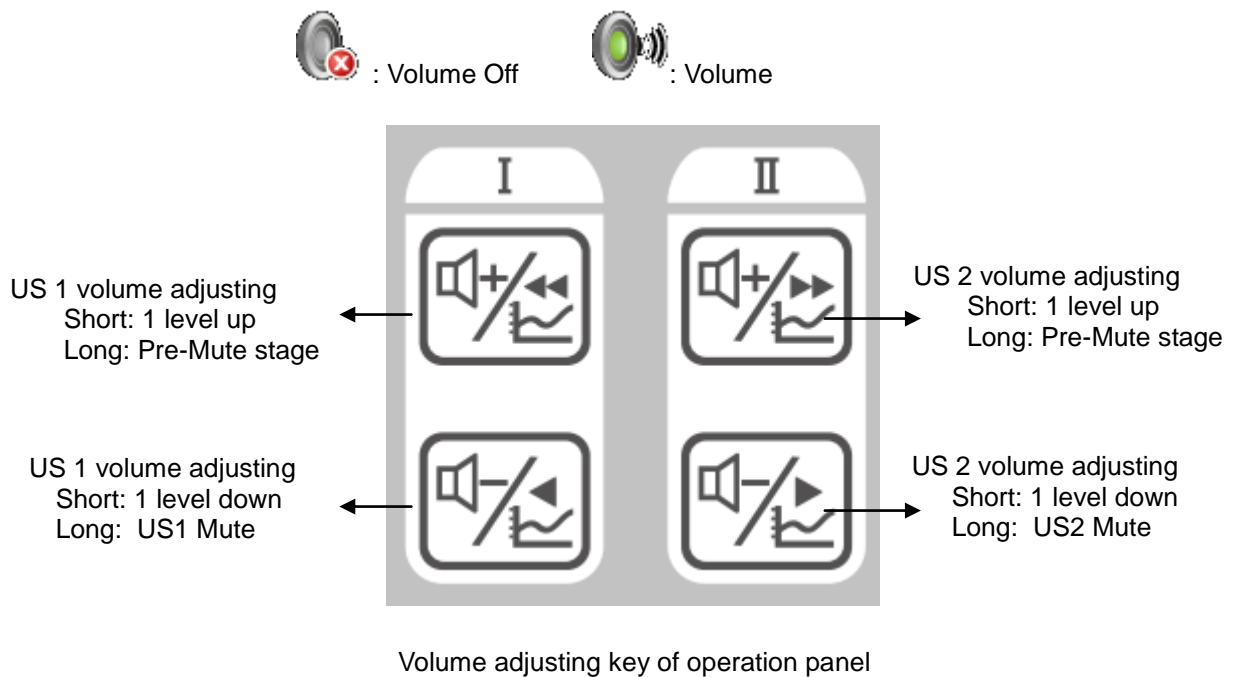 : Volume Off
: Volume
I
II
US 1 volume adjusting
Short: 1 level up
Long: Pre-Mute stage
US 2 volume adjusting
Short: 1 level up
Long: Pre-Mute stage
US 1 volume adjusting
Short: 1 level down
Long: US1 Mute
US 2 volume adjusting
Short: 1 level down
Long: US2 Mute
Volume adjusting key of operation panel